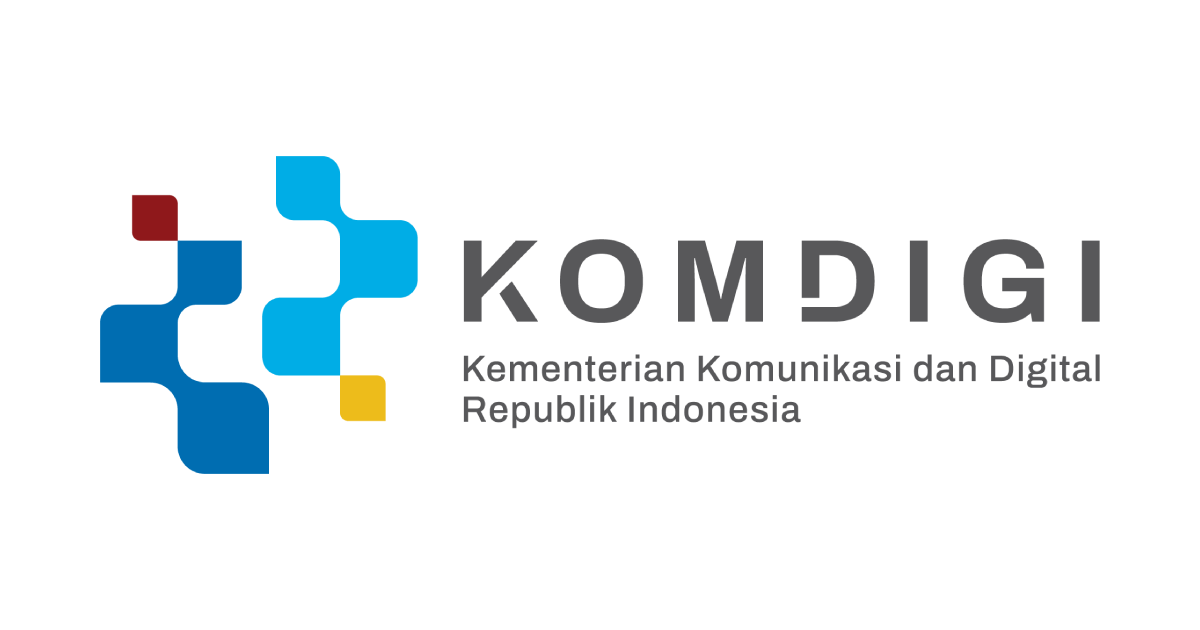 KOMDIGI
Kementerian Komunikasi dan Digital
Republik Indonesia